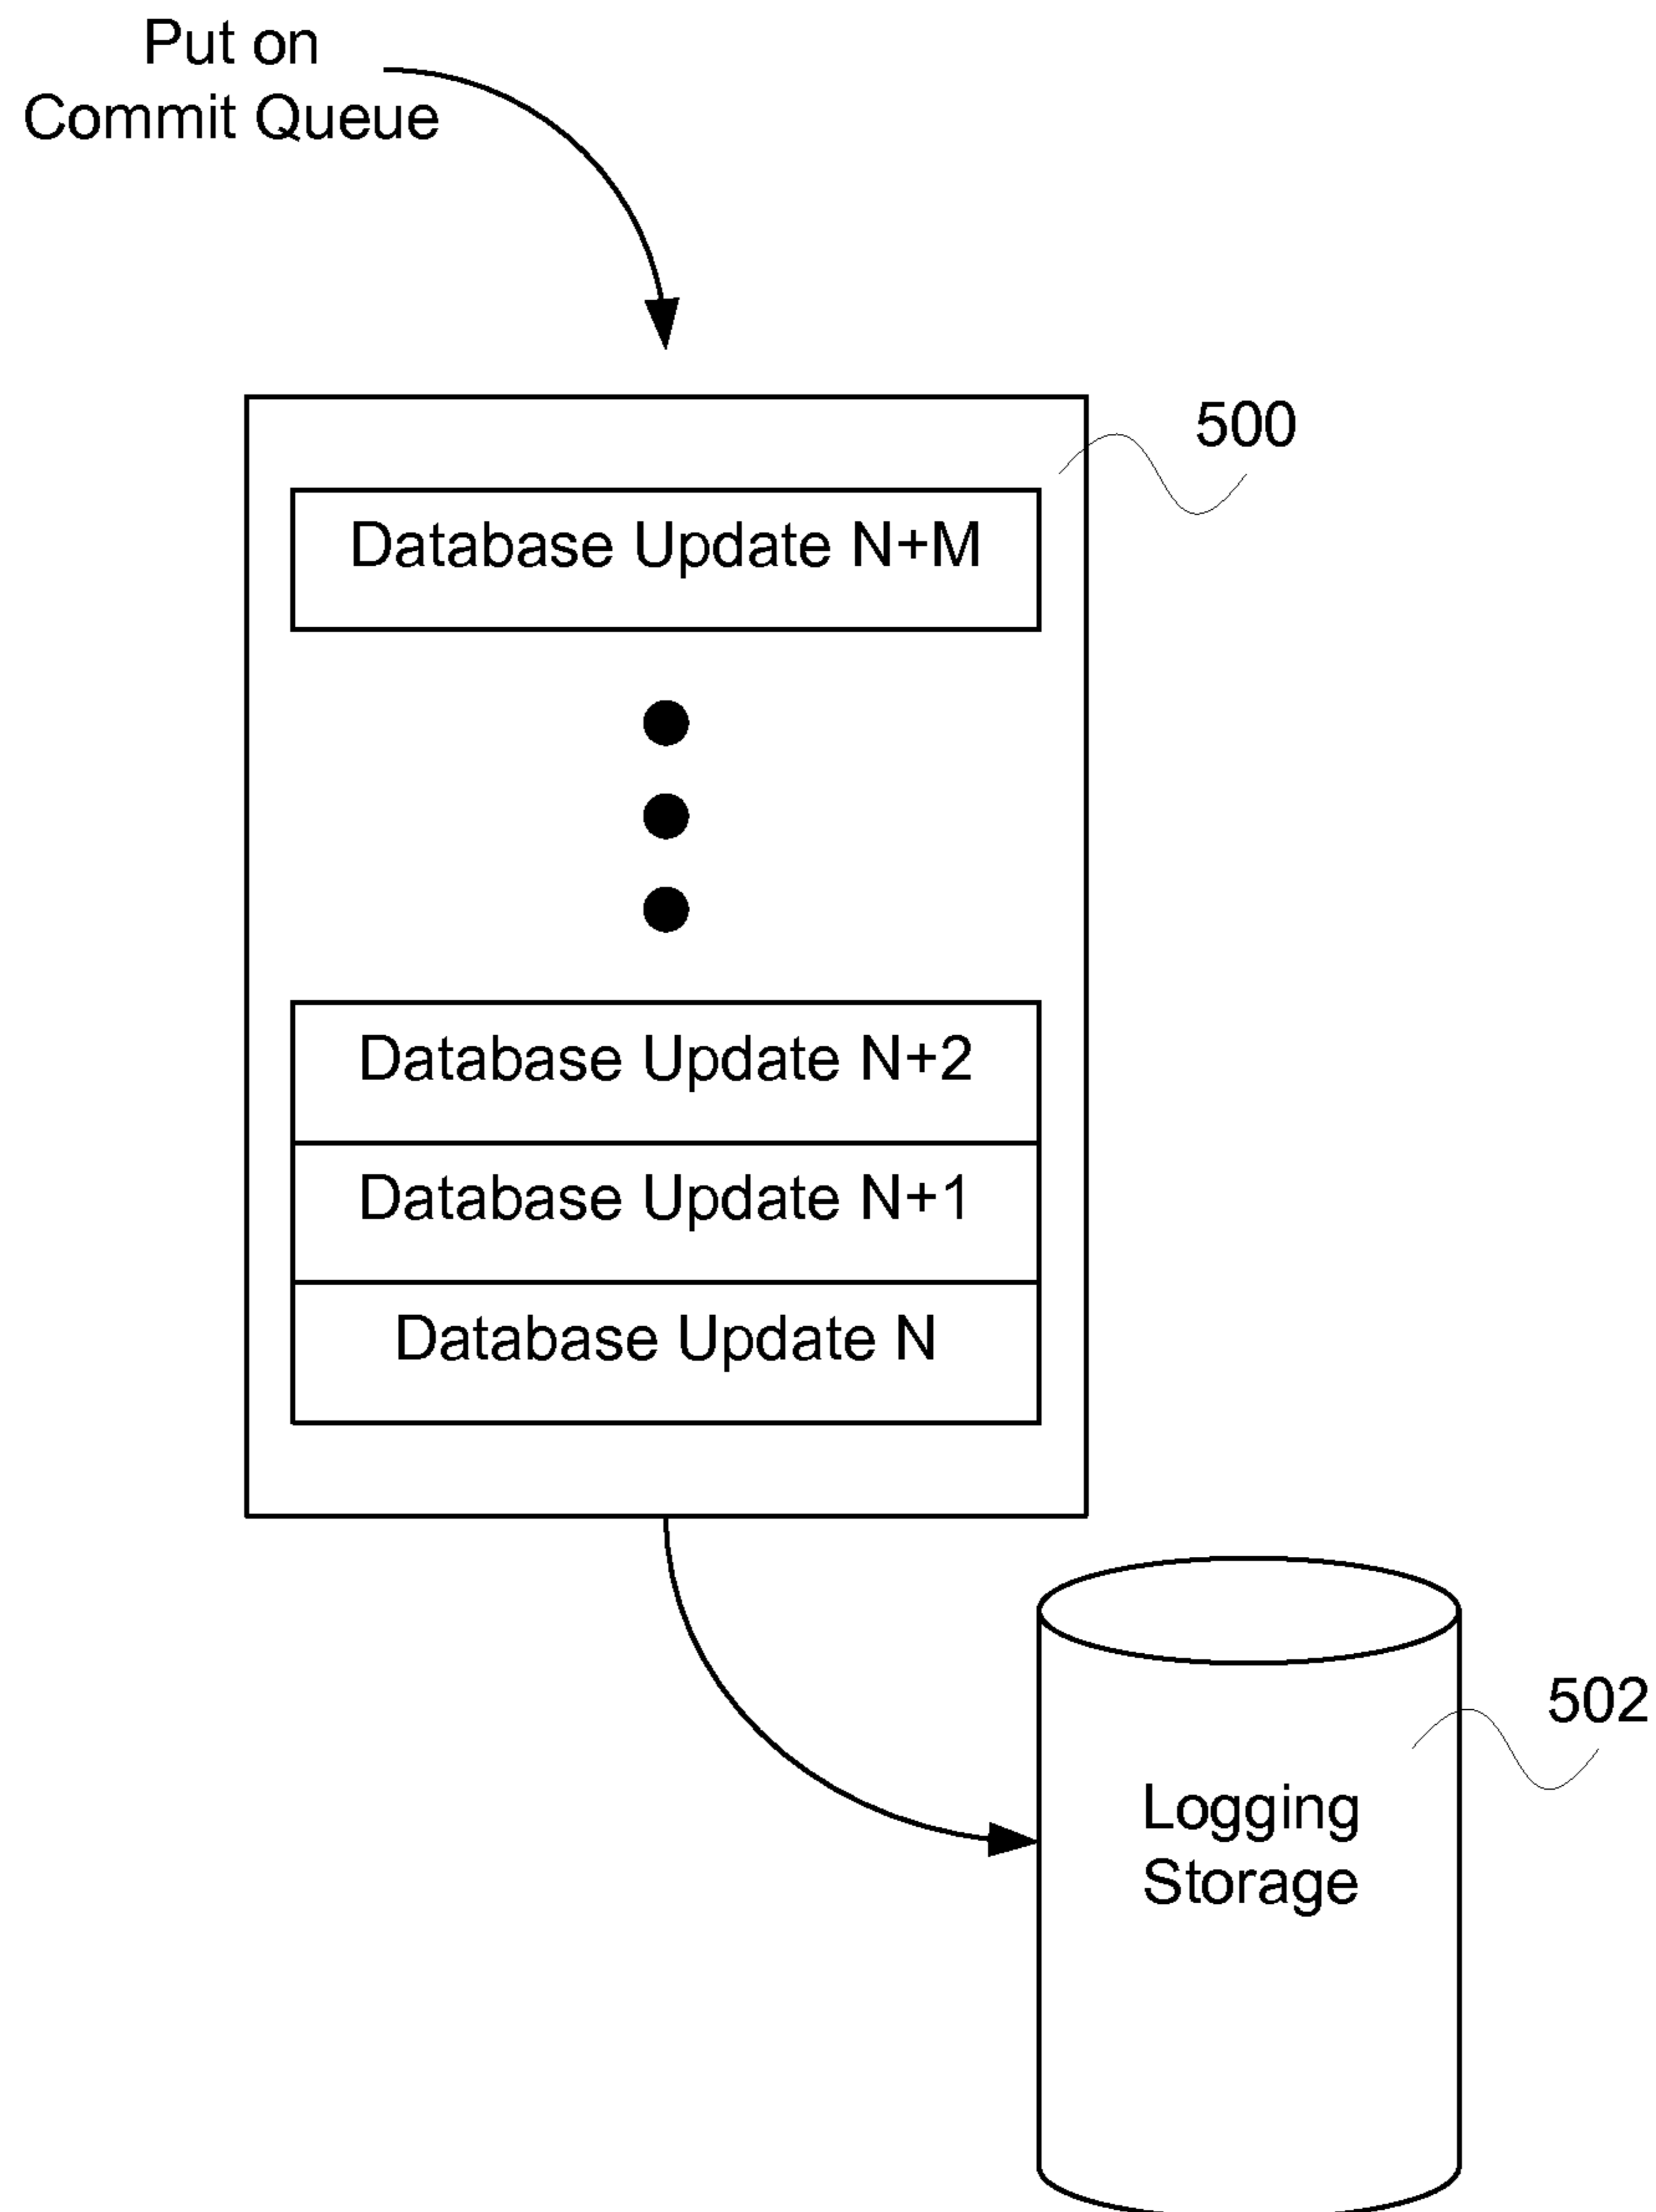 Put on
Commit Queue
500
Database Update N+M
Database Update N+2
Database Update N+1
Database Update N
502
Logging
Storage